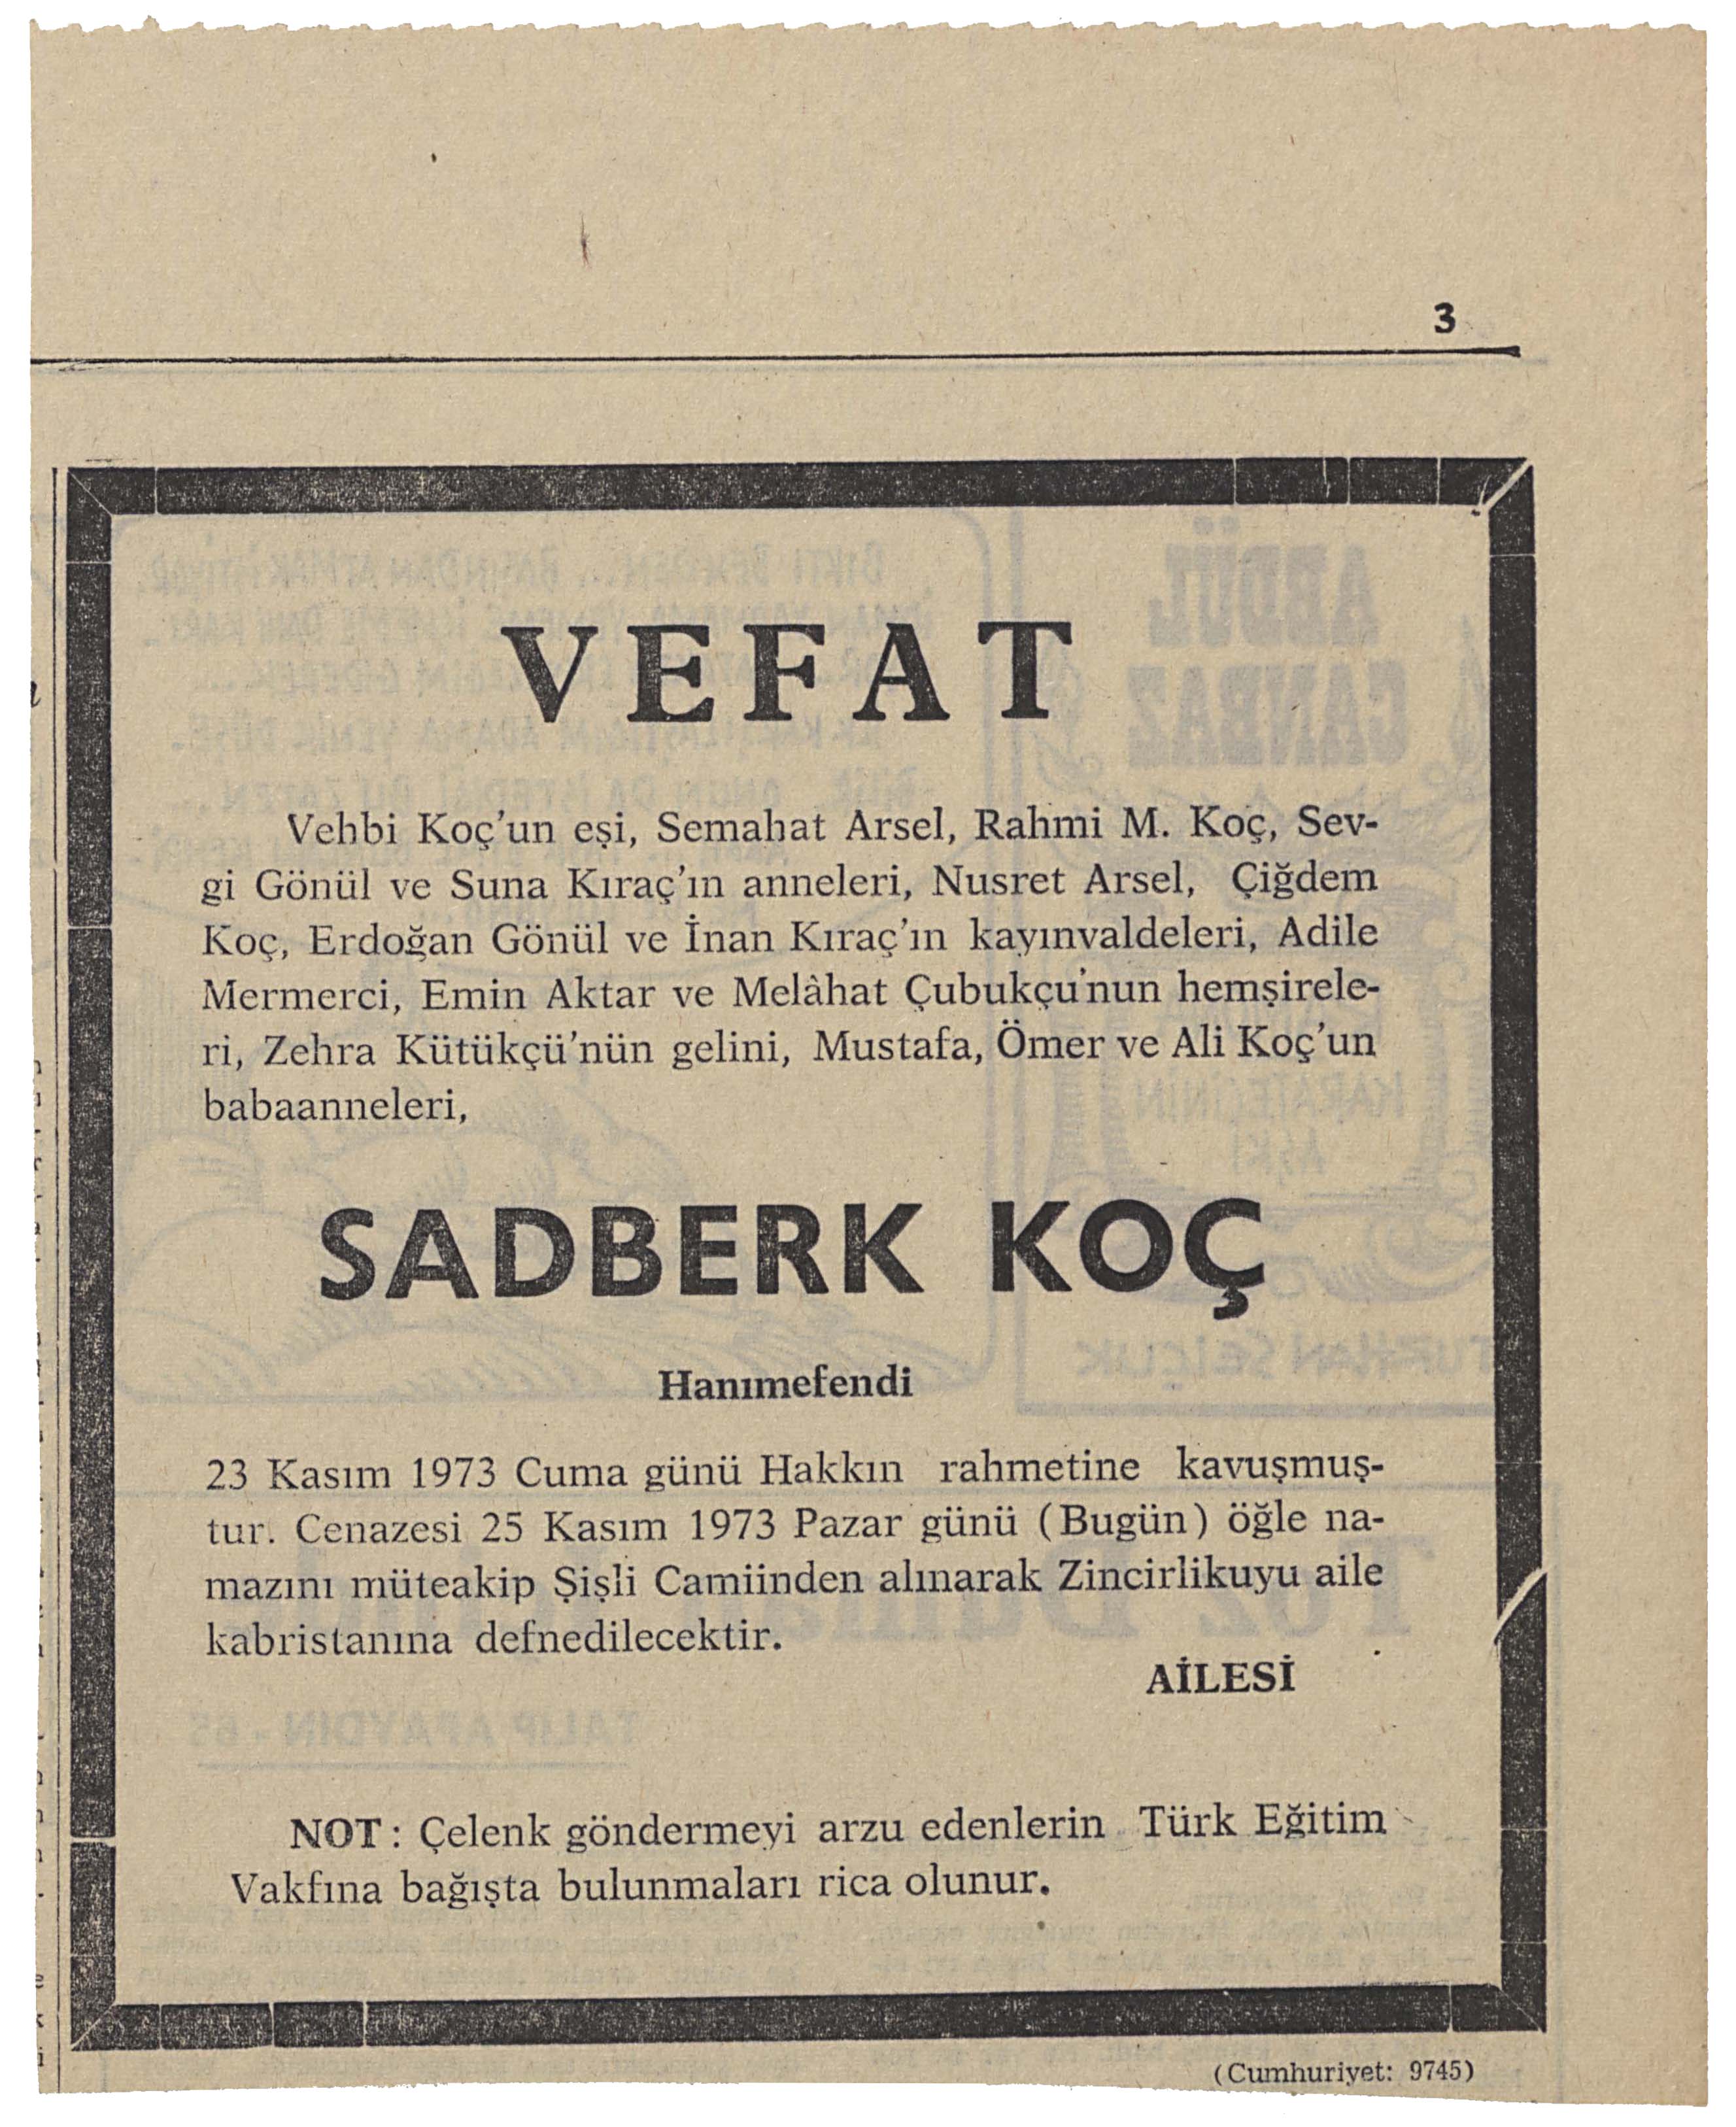 3
VEFAT
Vehbi Koç'un eşi, Semahat Arsel, Rahmi M. Koç, Sev-
gi Gönül ve Suna Kıraç'ın anneleri, Nusret Arsel, Çiğdem
Koç, Erdoğan Gönül ve İnan Kıraç'ın kayınvaldeleri, Adile
Mermerci, Emin Aktar ve Melâhat Çubukçu'nun hemşirele-
ri, Zehra Kütükçü'nün gelini, Mustafa, Ömer ve Ali Koç'un
babaanneleri,
SADBERK KOÇ
Hanımefendi
23 Kasım 1973 Cuma günü Hakkın rahmetine kavuşmuş-
tur. Cenazesi 25 Kasım 1973 Pazar günü (Bugün) öğle na-
mazını müteakip Şişli Camiinden alınarak Zincirlikuyu aile
kabristanına defnedilecektir.
AİLESİ
NOT: Çelenk göndermeyi arzu edenlerin Türk Eğitim
Vakfına bağışta bulunmaları rica olunur.
(Cumhuriyet: 9745)